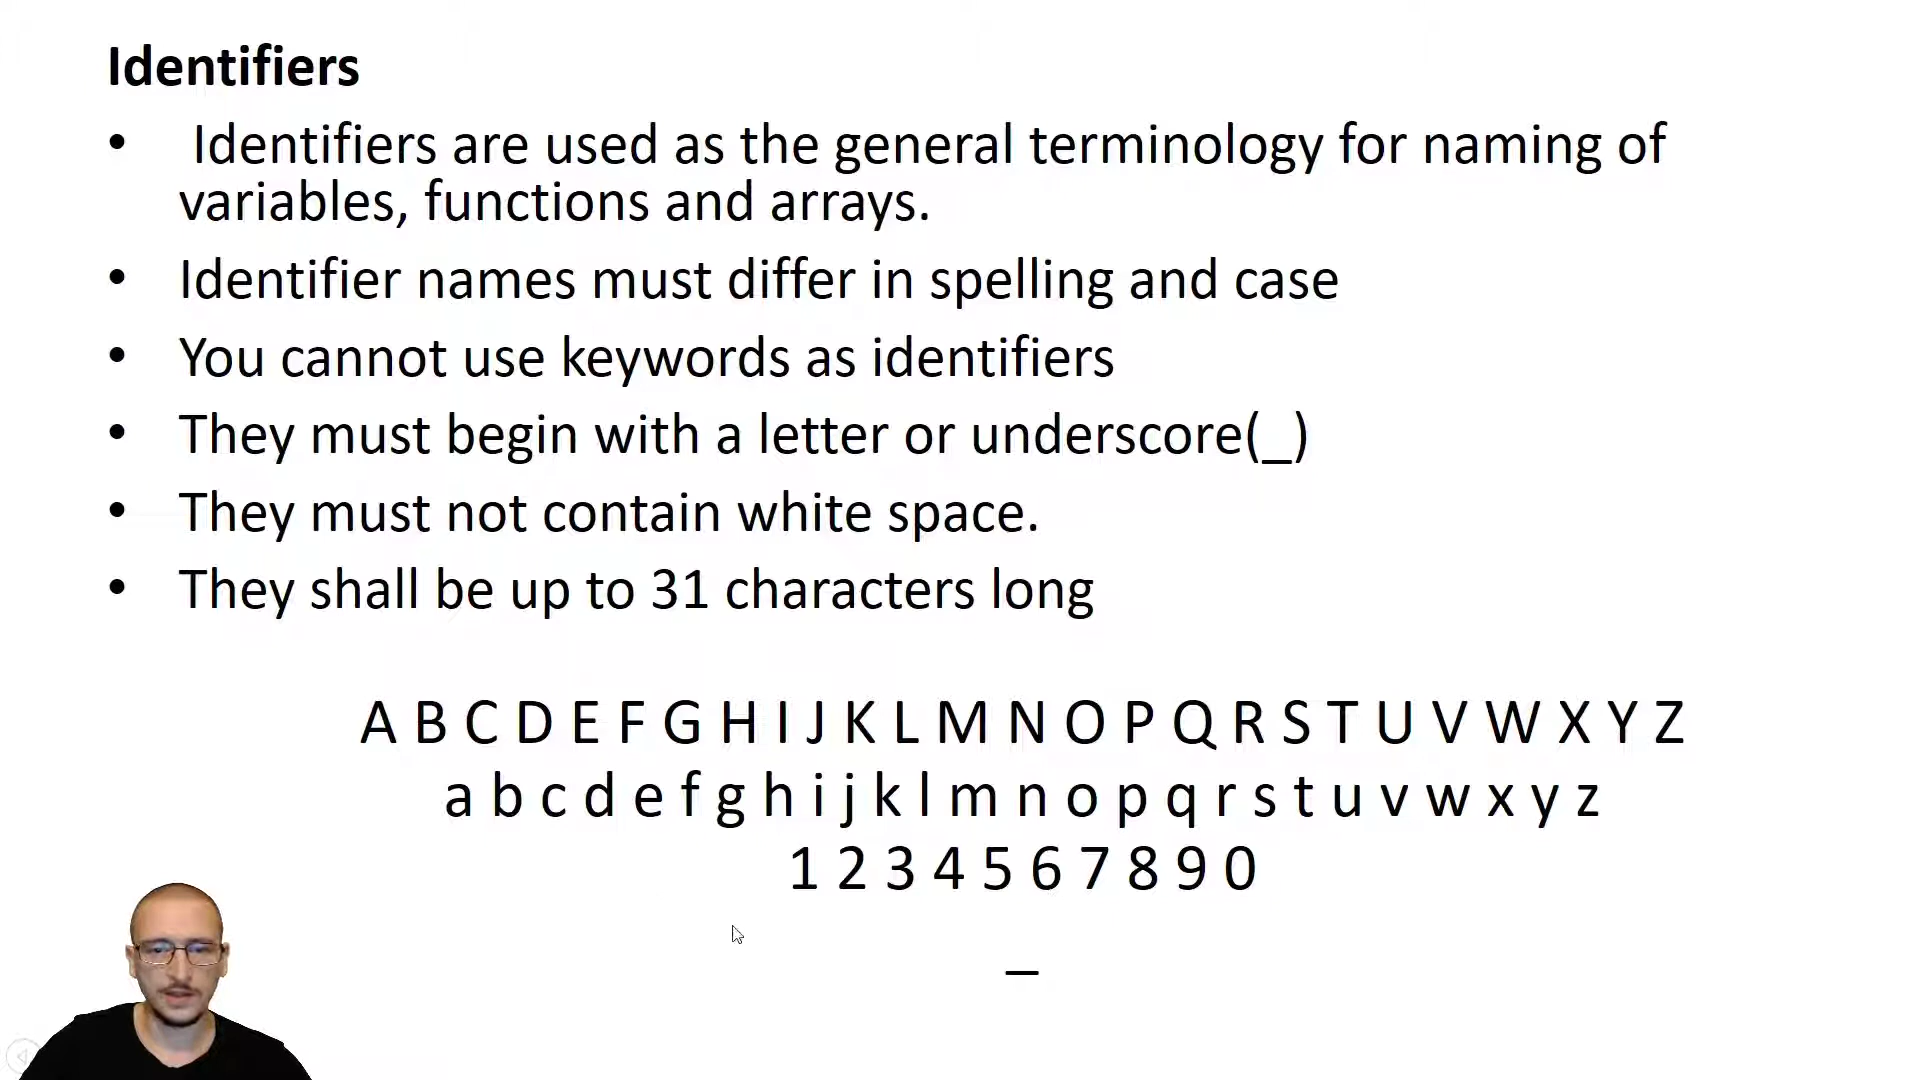 Identifiers
• Identifiers are used as the general terminology for naming of
variables, functions and arrays.
• Identifier names must differ in spelling and case
• You cannot use keywords as identifiers
• They must begin with a letter or underscore(_)
• They must not contain white space.
• They shall be up to 31 characters long
A B C D E F G H I J K L M N O P Q R S T U V W X Y Z
a b c d e f g h i j k l m n o p q r s t u v w x y z
1 2 3 4 5 6 7 8 9 0
_